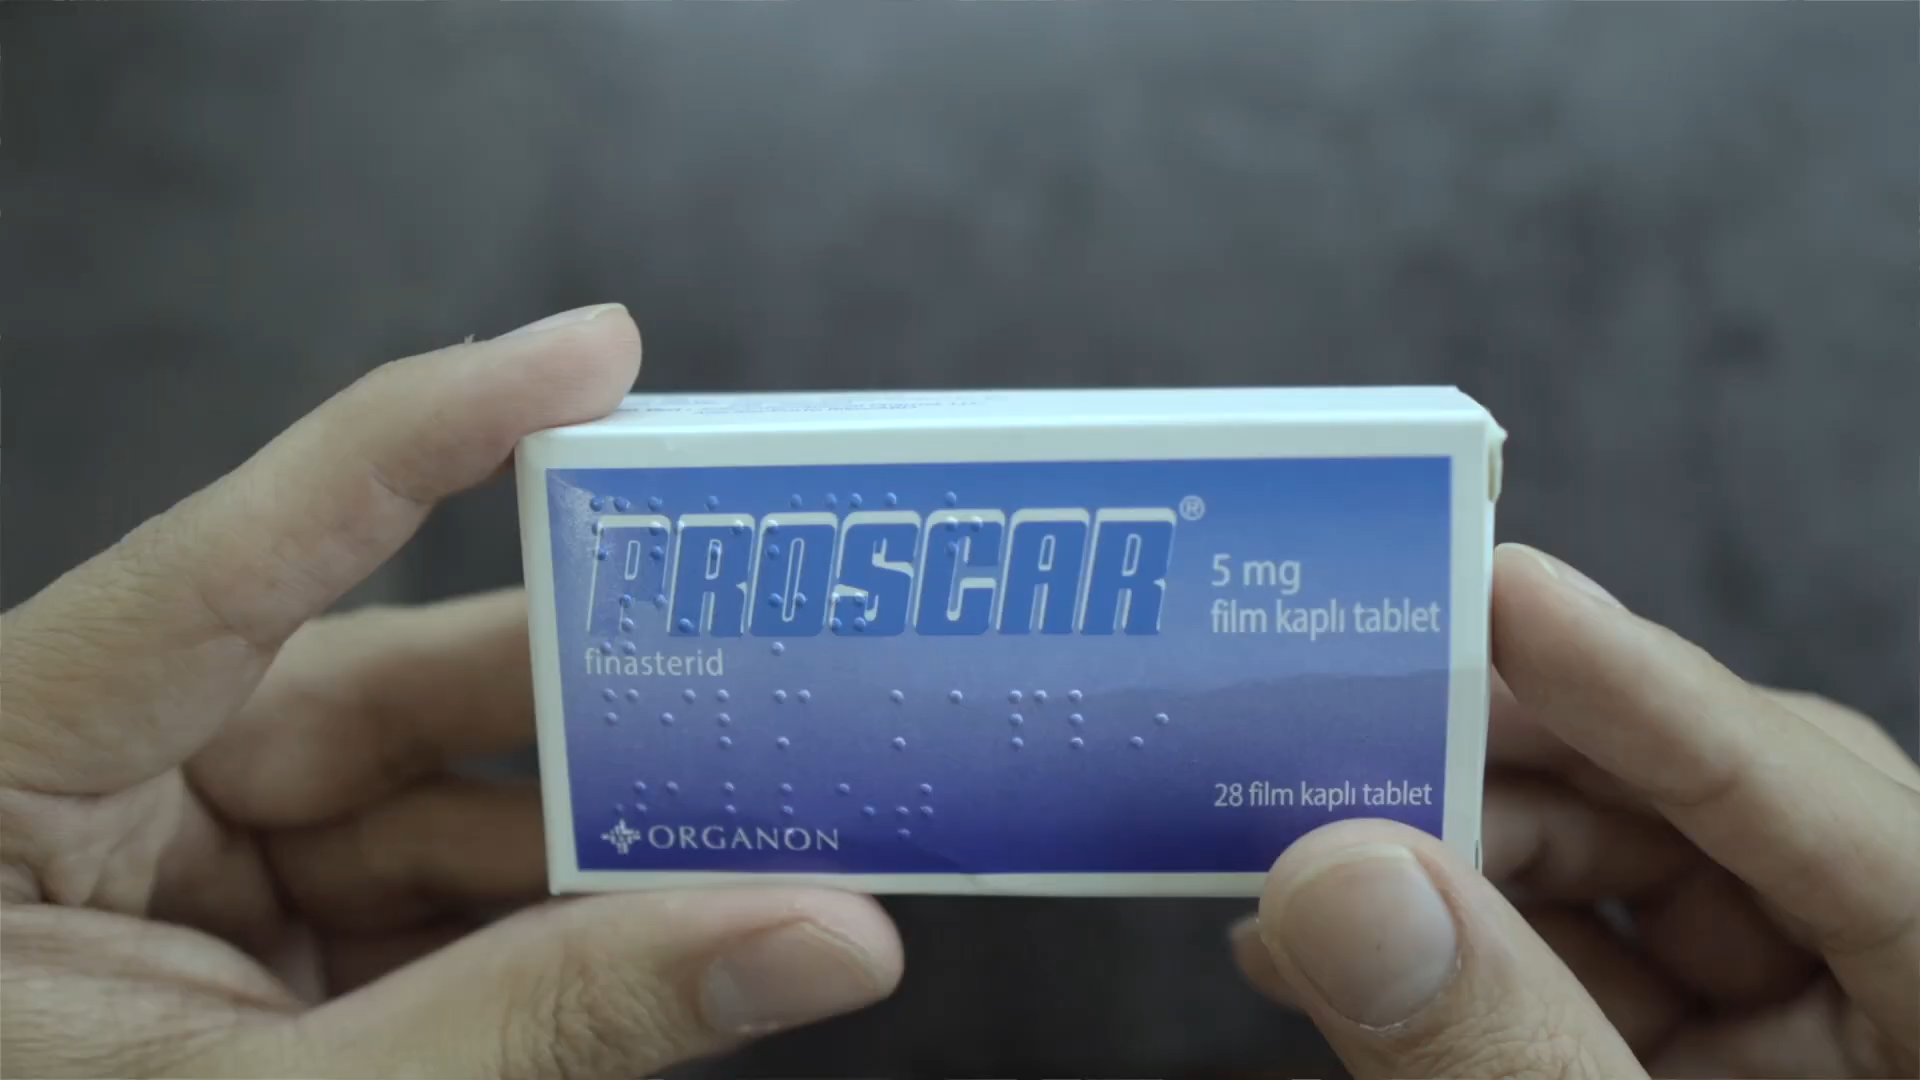 PROSCAR®
5 mg
film kaplı tablet
finasterid
28 film kaplı tablet
ORGANON